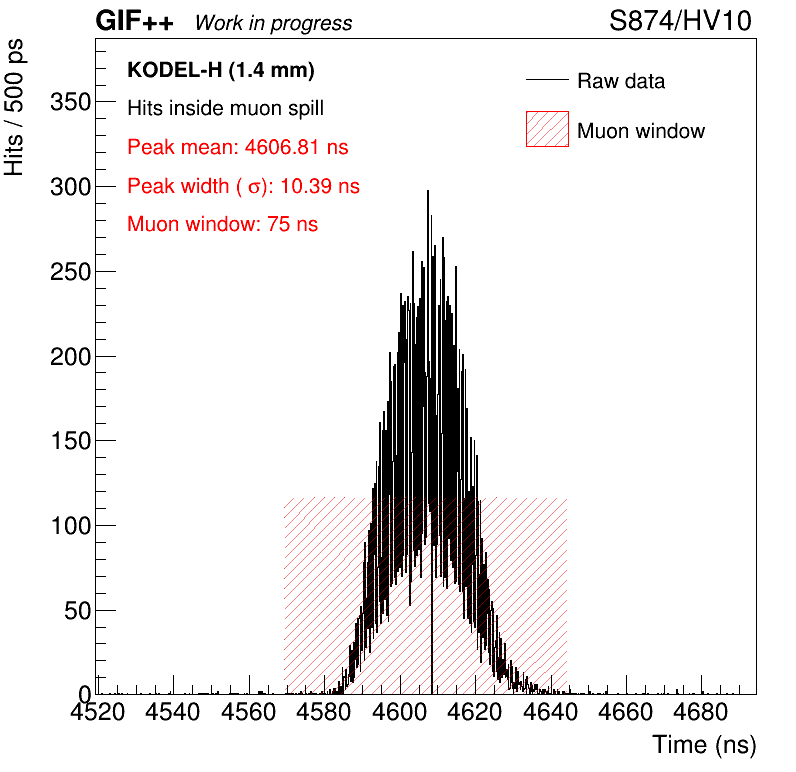 GIF++ Work in progress S874/HV10
Hits / 500 ps
KODEL-H (1.4 mm)
Hits inside muon spill
Peak mean: 4606.81 ns
Peak width ( σ): 10.39 ns
Muon window: 75 ns
Raw data
Muon window
350
300
250
200
150
100
50
0
4520 4540 4560 4580 4600 4620 4640 4660 4680
Time (ns)